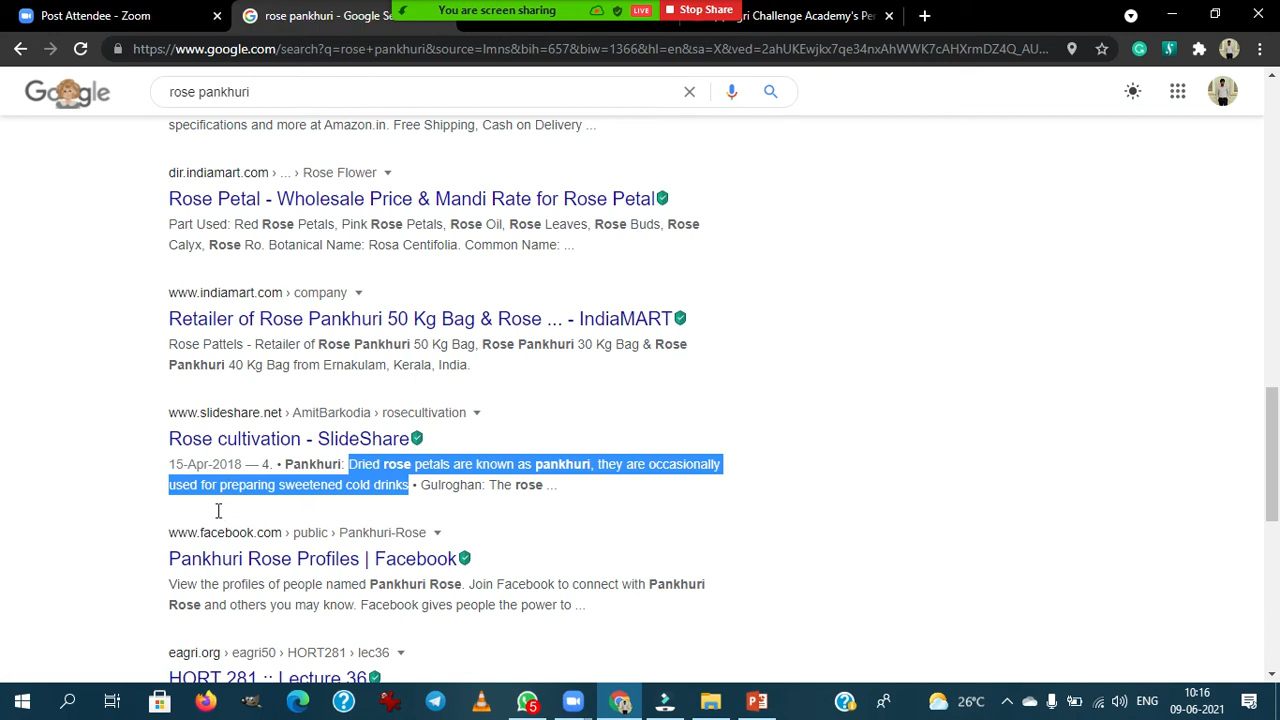 Post Attendee - Zoom
rose pankhuri - Google Se
You are screen sharing
LIVE
Stop Share
gri Challenge Academy's Per
https://www.google.com/search?q=rose+pankhuri&source=lmns&bih=657&biw=1366&hl=en&sa=X&ved=2ahUKEwjkx7qe34nxAhWWK7cAHXrmDZ4Q_AU...
Google
rose pankhuri
specifications and more at Amazon.in. Free Shipping, Cash on Delivery ...
dir.indiamart.com › ... › Rose Flower
Rose Petal - Wholesale Price & Mandi Rate for Rose Petal
Part Used: Red Rose Petals, Pink Rose Petals, Rose Oil, Rose Leaves, Rose Buds, Rose
Calyx, Rose Ro. Botanical Name: Rosa Centifolia. Common Name: ...
www.indiamart.com › company
Retailer of Rose Pankhuri 50 Kg Bag & Rose ... - IndiaMART
Rose Pattels - Retailer of Rose Pankhuri 50 Kg Bag, Rose Pankhuri 30 Kg Bag & Rose
Pankhuri 40 Kg Bag from Ernakulam, Kerala, India.
www.slideshare.net › AmitBarkodia › rosecultivation
Rose cultivation - SlideShare
15-Apr-2018 — 4. • Pankhuri: Dried rose petals are known as pankhuri, they are occasionally
used for preparing sweetened cold drinks • Gulroghan: The rose ...
www.facebook.com › public › Pankhuri-Rose
Pankhuri Rose Profiles | Facebook
View the profiles of people named Pankhuri Rose. Join Facebook to connect with Pankhuri
Rose and others you may know. Facebook gives people the power to ...
eagri.org › eagri50 › HORT281 › lec36
HORT 281 :: Lecture 36
5
26°C
ENG
10:16
09-06-2021